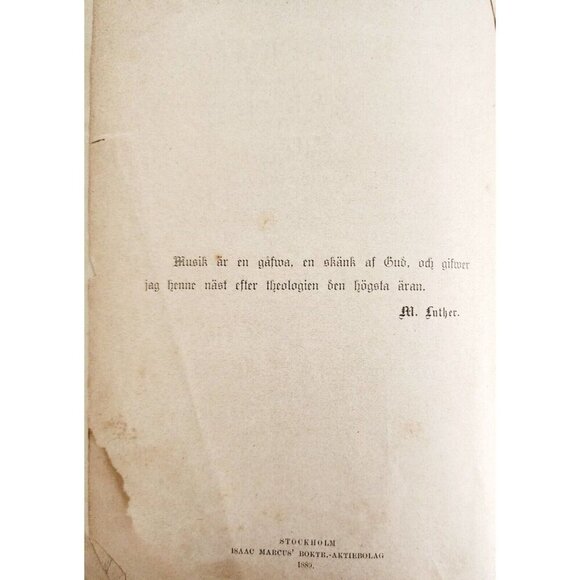 Musik är en gåfwa, en skänk af Gud, och gifwer
jag henne näst efter theologien den högsta äran.
M. Luther.
STOCKHOLM
ISAAC MARCUS' BOKTR.-AKTIEBOLAG
1889.